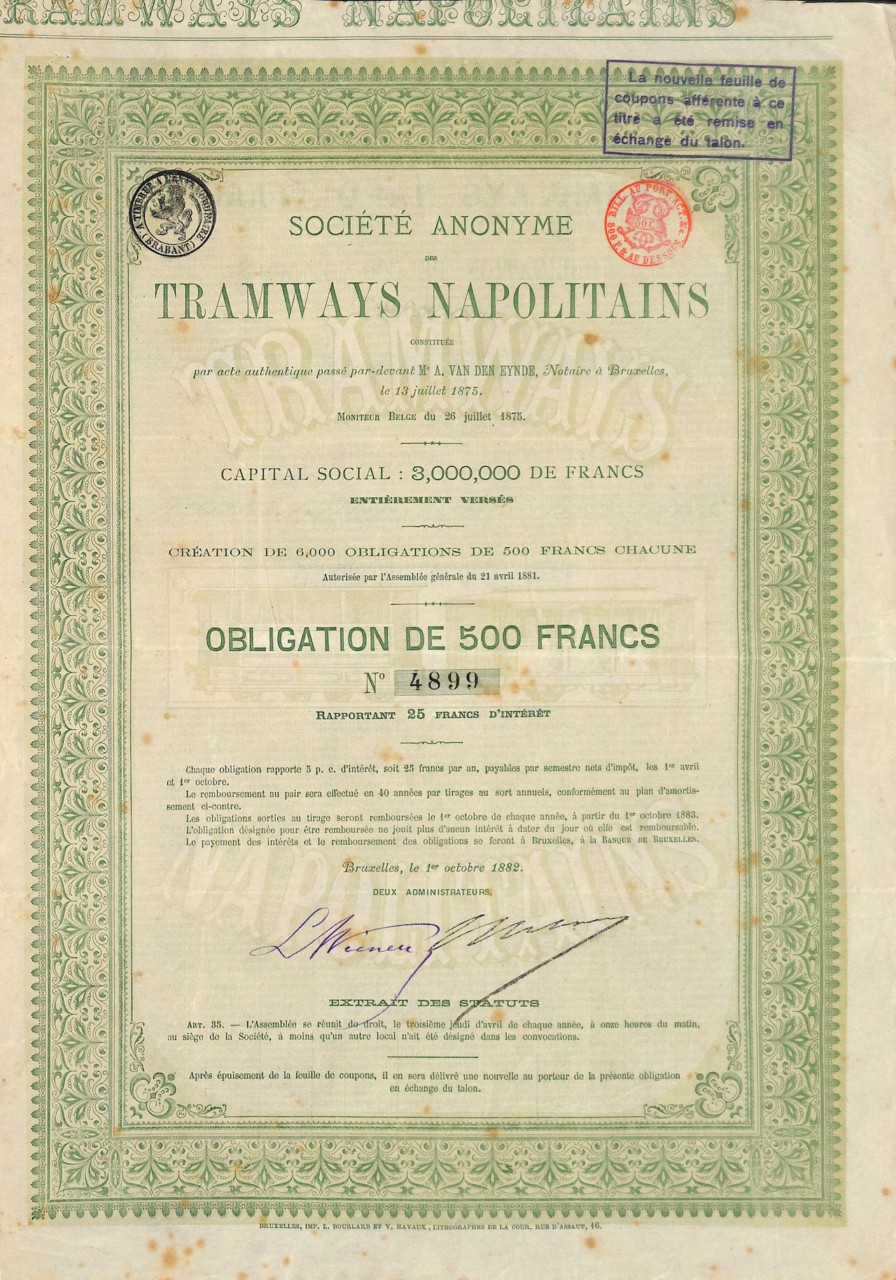 TRAMWAYS NAPOLITAINS
La nouvelle feuille de
coupons afférente à ce
titre a été remise en
échange du talon.
A TIMBRER A L'EXTRAORDINAIRE
(BRABANT)
SOCIÉTÉ ANONYME
DES
TRAMWAYS NAPOLITAINS
CONSTITUÉE
par acte authentique passé par-devant Me A. VAN DEN EYNDE, Notaire à Bruxelles,
le 13 juillet 1875.
MONITEUR BELGE du 26 juillet 1875.
CAPITAL SOCIAL : 3,000,000 DE FRANCS
ENTIÈREMENT VERSÉS
CRÉATION DE 6,000 OBLIGATIONS DE 500 FRANCS CHACUNE
Autorisée par l'Assemblée générale du 21 avril 1881.
OBLIGATION DE 500 FRANCS
No 4899
RAPPORTANT 25 FRANCS D'INTÉRÊT
Chaque obligation rapporte 5 p. c. d'intérêt, soit 25 francs par an, payables par semestre nets d'impôt, les 1er avril
et 1er octobre.
Le remboursement au pair sera effectué en 40 années par tirages au sort annuels, conformément au plan d'amortis-
sement ci-contre.
Les obligations sorties au tirage seront remboursées le 1er octobre de chaque année, à partir du 1er octobre 1883.
L'obligation désignée pour être remboursée ne jouit plus d'aucun intérêt à dater du jour où elle est remboursable.
Le payement des intérêts et le remboursement des obligations se feront à Bruxelles, à la BANQUE DE BRUXELLES.
Bruxelles, le 1er octobre 1882.
DEUX ADMINISTRATEURS,
EXTRAIT DES STATUTS
ART. 35. — L'Assemblée se réunit de droit, le troisième jeudi d'avril de chaque année, à onze heures du matin,
au siège de la Société, à moins qu'un autre local n'ait été désigné dans les convocations.
Après épuisement de la feuille de coupons, il en sera délivré une nouvelle au porteur de la présente obligation
en échange du talon.
BRUXELLES, IMP. L. BOURLARD ET V. HAVAUX, LITHOGRAPHES DE LA COUR, RUE D'ASSAUT, 16.